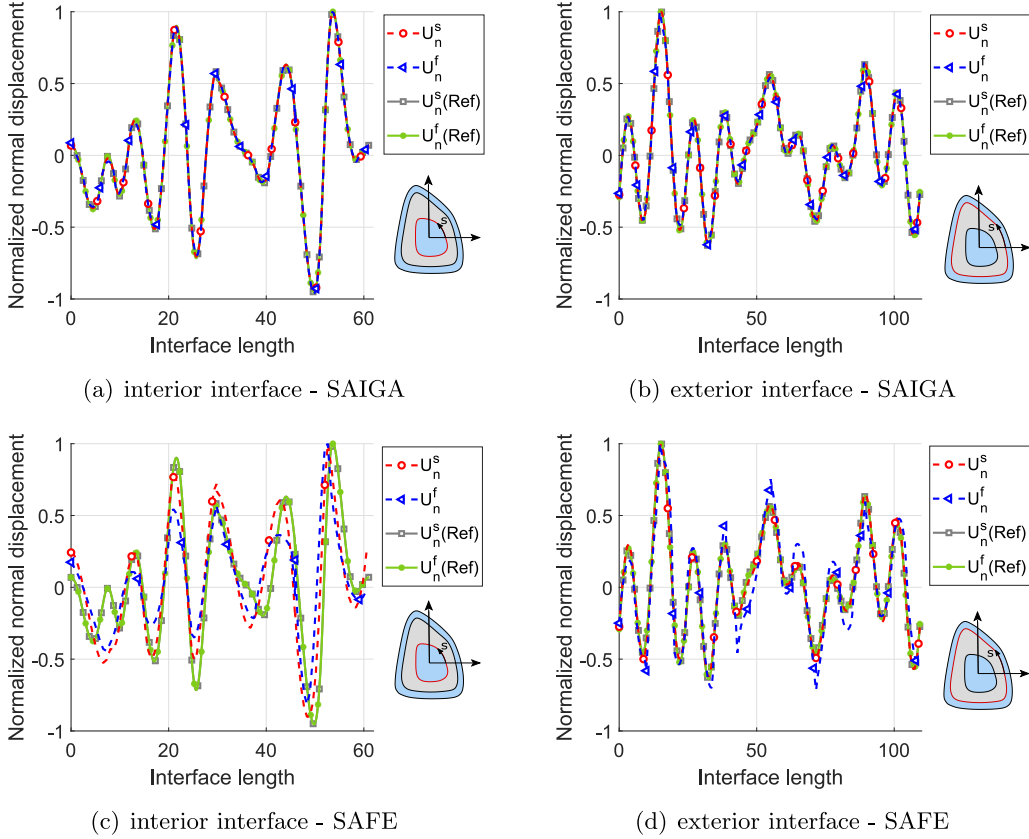 Normalized normal displacement
1
0.5
0
-0.5
-1
0 20 40 60
Interface length
U_n^s
U_n^f
U_n^s(Ref)
U_n^f(Ref)
s
(a) interior interface - SAIGA
Normalized normal displacement
1
0.5
0
-0.5
-1
0 50 100
Interface length
U_n^s
U_n^f
U_n^s(Ref)
U_n^f(Ref)
s
(b) exterior interface - SAIGA
Normalized normal displacement
1
0.5
0
-0.5
-1
0 20 40 60
Interface length
U_n^s
U_n^f
U_n^s(Ref)
U_n^f(Ref)
s
(c) interior interface - SAFE
Normalized normal displacement
1
0.5
0
-0.5
-1
0 50 100
Interface length
U_n^s
U_n^f
U_n^s(Ref)
U_n^f(Ref)
s
(d) exterior interface - SAFE